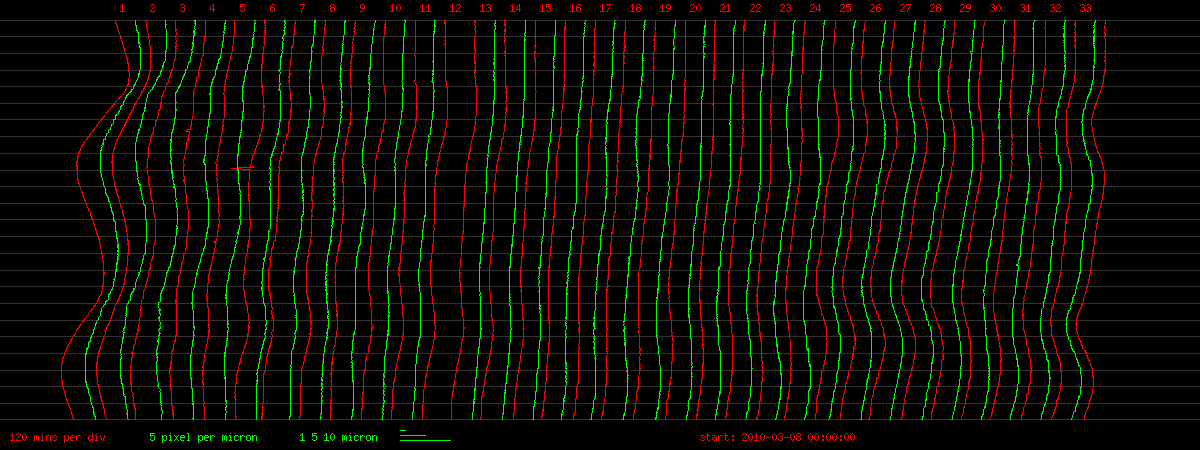 1 2 3 4 5 6 7 8 9 10 11 12 13 14 15 16 17 18 19 20 21 22 23 24 25 26 27 28 29 30 31 32 33
120 mins per div 5 pixel per micron 1 5 10 micron start: 2010-03-08 00:00:00